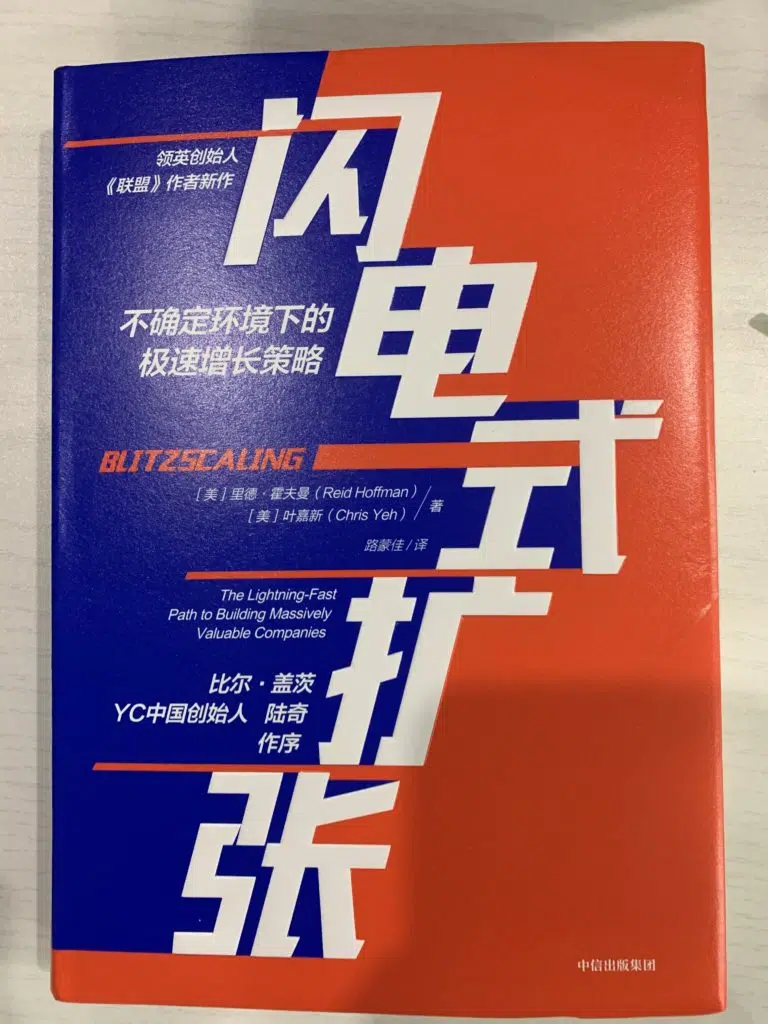 闪电式扩张
领英创始人
《联盟》作者新作
不确定环境下的
极速增长策略
BLITZSCALING
[美]里德·霍夫曼(Reid Hoffman)
[美]叶嘉新(Chris Yeh)/著
路蒙佳/译
The Lightning-Fast
Path to Building Massively
Valuable Companies
比尔·盖茨
YC中国创始人 陆奇
作序
中信出版集团